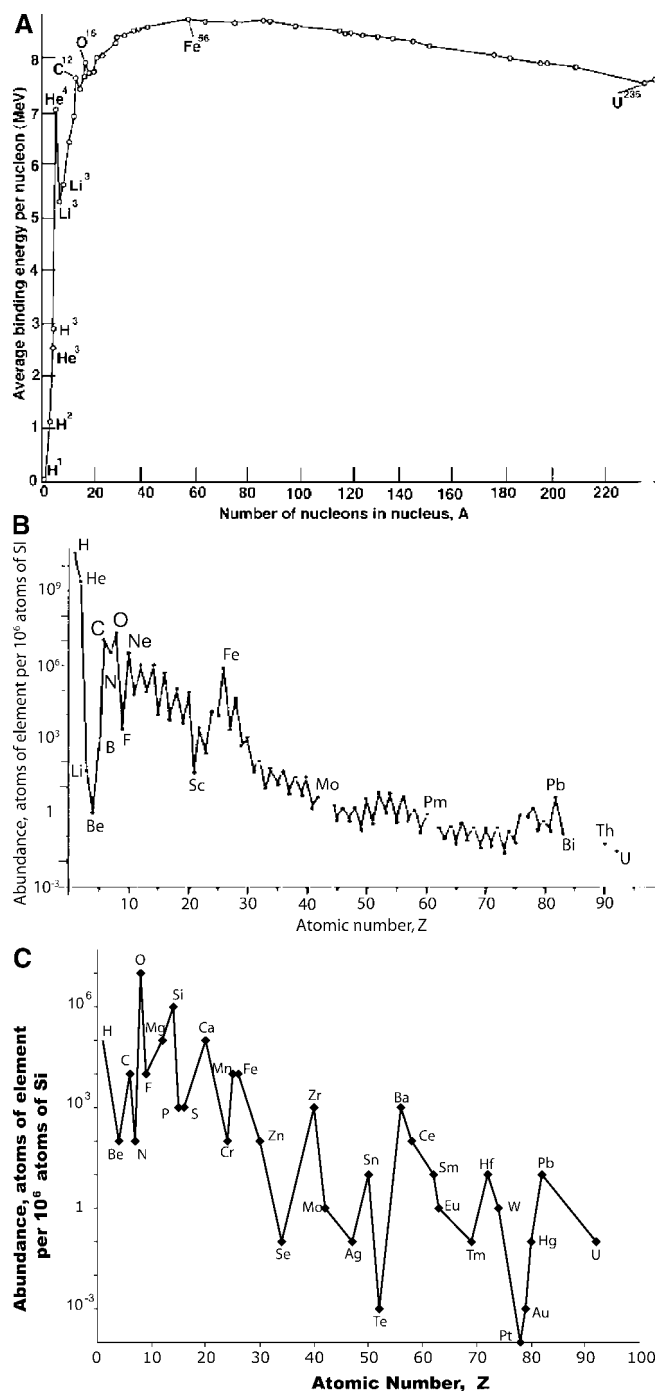 A
Average binding energy per nucleon (MeV)
8
7
6
5
4
3
2
1
0
O16
C12
He4
Li3
Li3
H3
He3
H2
H1
Fe56
U235
0 20 40 60 80 100 120 140 160 180 200 220
Number of nucleons in nucleus, A
B
Abundance, atoms of element per 10⁶ atoms of SI
10⁹
10⁶
10³
1
10⁻³
H
He
C
O
Ne
N
B
F
Li
Be
Sc
Fe
Mo
Pm
Pb
Bi
Th
U
10 20 30 40 50 60 70 80 90
Atomic number, Z
C
Abundance, atoms of element
per 10⁶ atoms of Si
10⁶
10³
1
10⁻³
O
Si
H
Mg
Ca
C
Mn
Fe
F
P
S
Be
N
Cr
Zn
Zr
Ba
Ce
Sn
Sm
Hf
Pb
Mo
Eu
W
Se
Ag
Tm
Hg
U
Te
Au
Pt
0 10 20 30 40 50 60 70 80 90 100
Atomic Number, Z